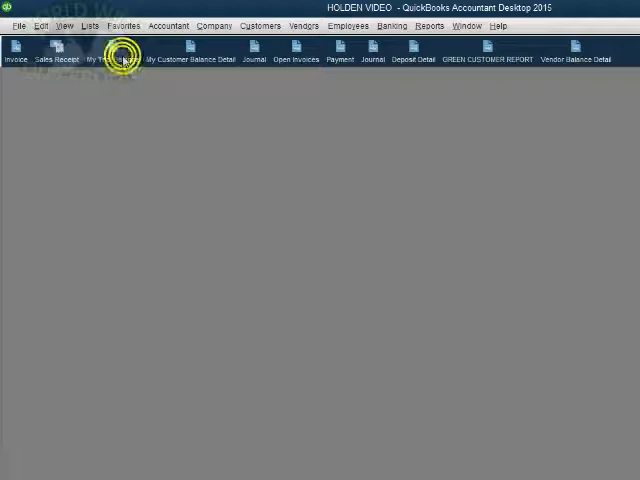 HOLDEN VIDEO - QuickBooks Accountant Desktop 2015
File Edit View Lists Favorites Accountant Company Customers Vendors Employees Banking Reports Window Help
Invoice Sales Receipt My Customer Balance Detail Journal Open Invoices Payment Journal Deposit Detail GREEN CUSTOMER REPORT Vendor Balance Detail